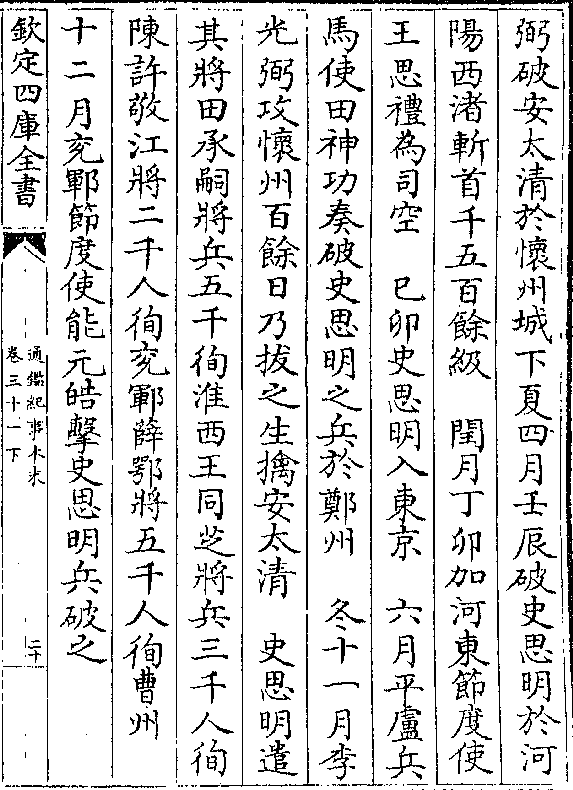 弼破安太清於懷州城下夏四月壬辰破史思明於河
陽西渚斬首千五百餘級　閏月丁卯加河東節度使
王思禮為司空　巳卯史思明入東京　六月平盧兵
馬使田神功奏破史思明之兵於鄭州　冬十一月李
光弼攻懷州百餘日乃拔之生擒安太清　史思明遣
其將田承嗣將兵五千徇淮西王同芝將兵三千人徇
陳許敬江將二千人徇兖鄆薛鄂將五千人徇曹州
十二月兖鄆節度使能元皓擊史思明兵破之
欽定四庫全書
通鑑紀事本末
卷三十一下
二十